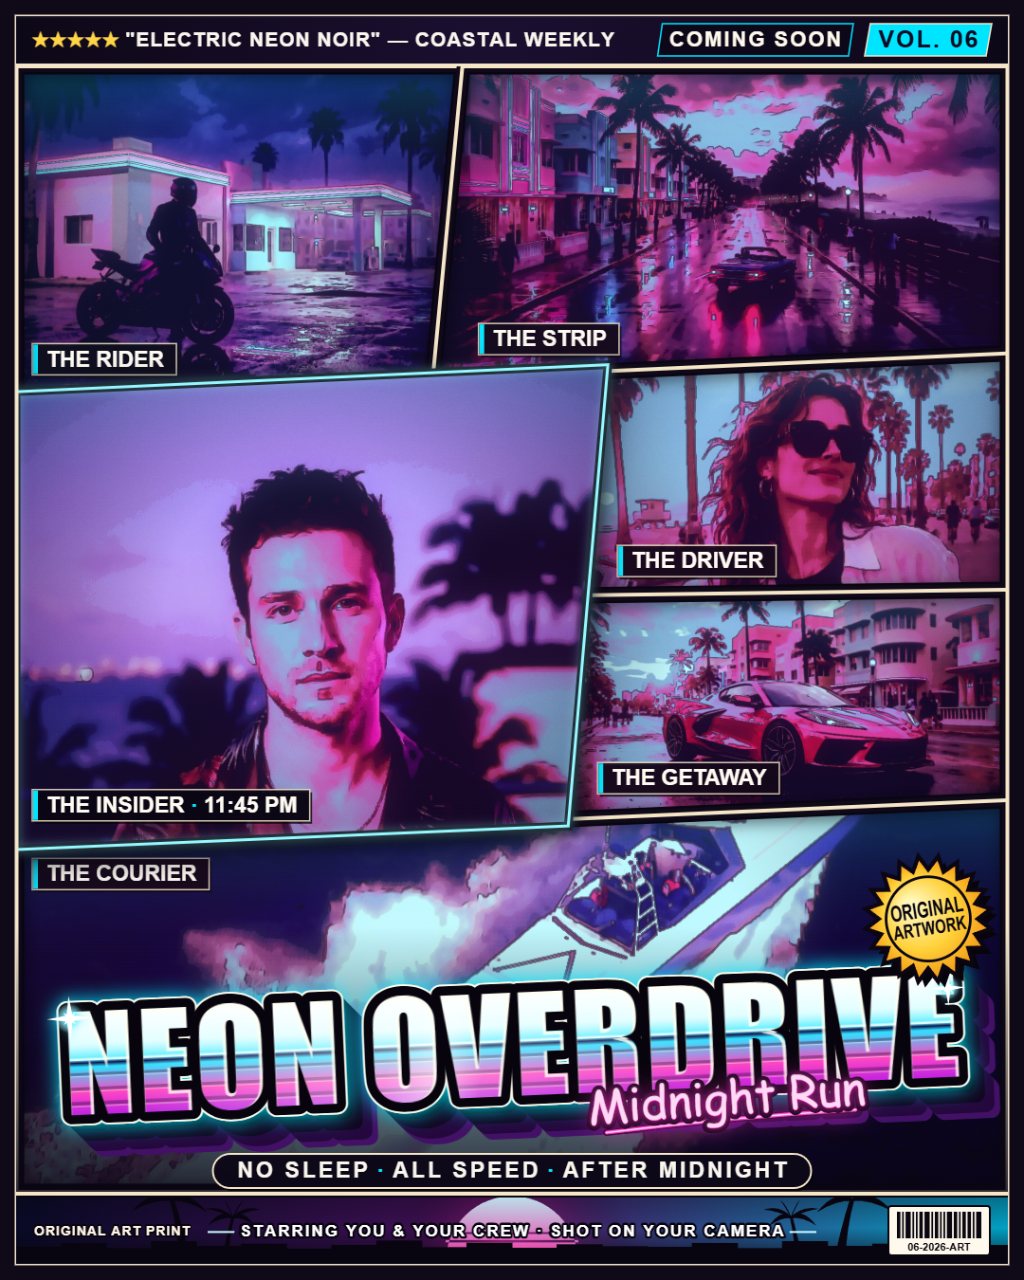 ★★★★★ "ELECTRIC NEON NOIR" — COASTAL WEEKLY
COMING SOON
VOL. 06
THE RIDER
THE STRIP
THE DRIVER
THE GETAWAY
THE INSIDER · 11:45 PM
THE COURIER
ORIGINAL
ARTWORK
NEON OVERDRIVE
Midnight Run
NO SLEEP · ALL SPEED · AFTER MIDNIGHT
ORIGINAL ART PRINT
— STARRING YOU & YOUR CREW · SHOT ON YOUR CAMERA —
06-2026-ART